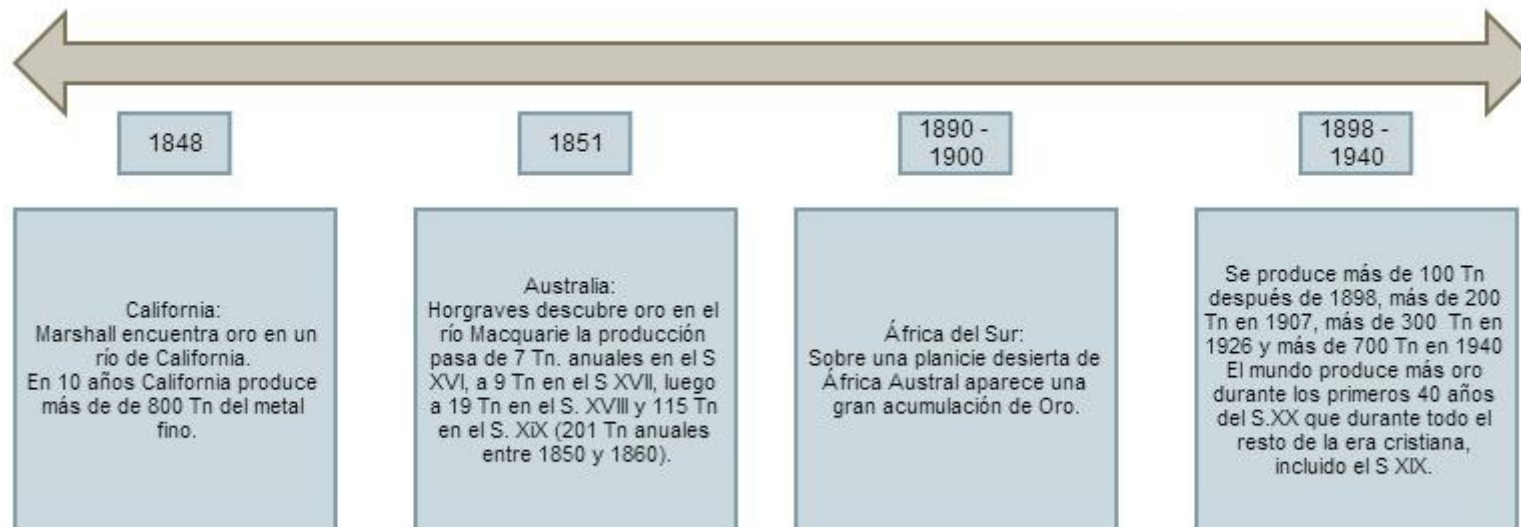 1848
1851
1890 -
1900
1898 -
1940
California:
Marshall encuentra oro en un
río de California.
En 10 años California produce
más de de 800 Tn del metal
fino.
Australia:
Horgraves descubre oro en el
río Macquarie la producción
pasa de 7 Tn. anuales en el S
XVI, a 9 Tn en el S XVII, luego
a 19 Tn en el S. XVIII y 115 Tn
en el S. XiX (201 Tn anuales
entre 1850 y 1860).
África del Sur:
Sobre una planicie desierta de
África Austral aparece una
gran acumulación de Oro.
Se produce más de 100 Tn
después de 1898, más de 200
Tn en 1907, más de 300 Tn en
1926 y más de 700 Tn en 1940
El mundo produce más oro
durante los primeros 40 años
del S.XX que durante todo el
resto de la era cristiana,
incluido el S XIX.